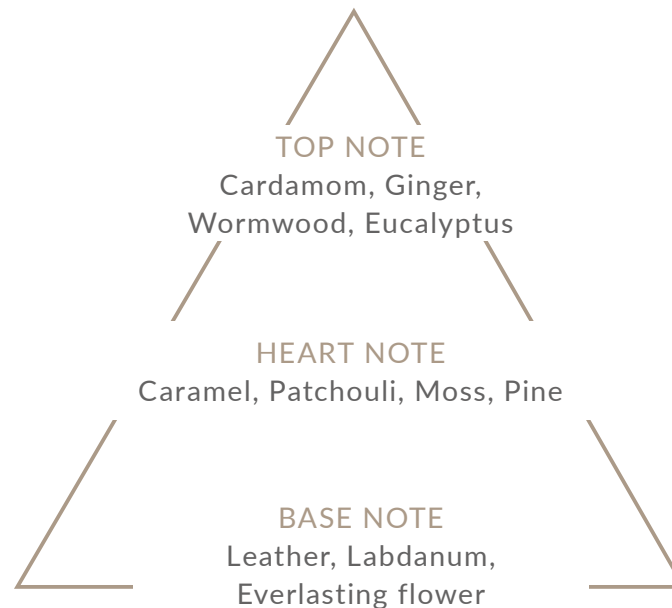 TOP NOTE
Cardamom, Ginger,
Wormwood, Eucalyptus
HEART NOTE
Caramel, Patchouli, Moss, Pine
BASE NOTE
Leather, Labdanum,
Everlasting flower